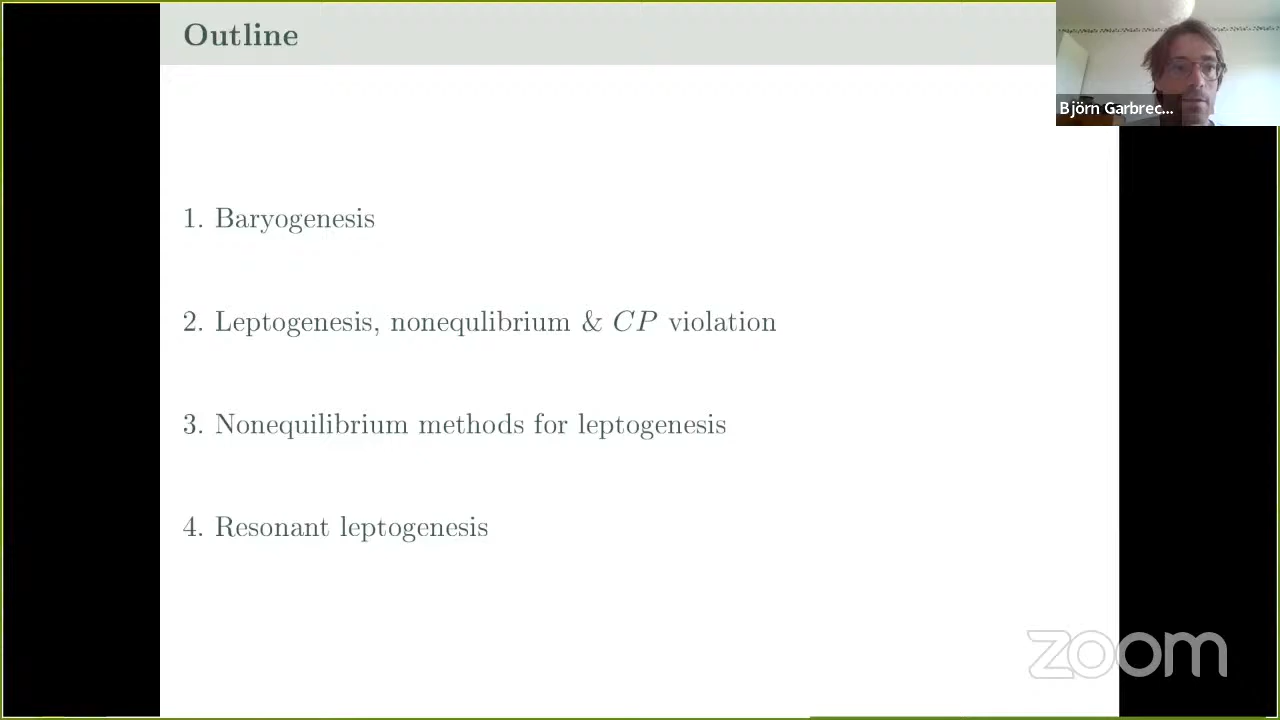 Outline
Björn Garbrec...
1. Baryogenesis
2. Leptogenesis, nonequlibrium & CP violation
3. Nonequilibrium methods for leptogenesis
4. Resonant leptogenesis
zoom